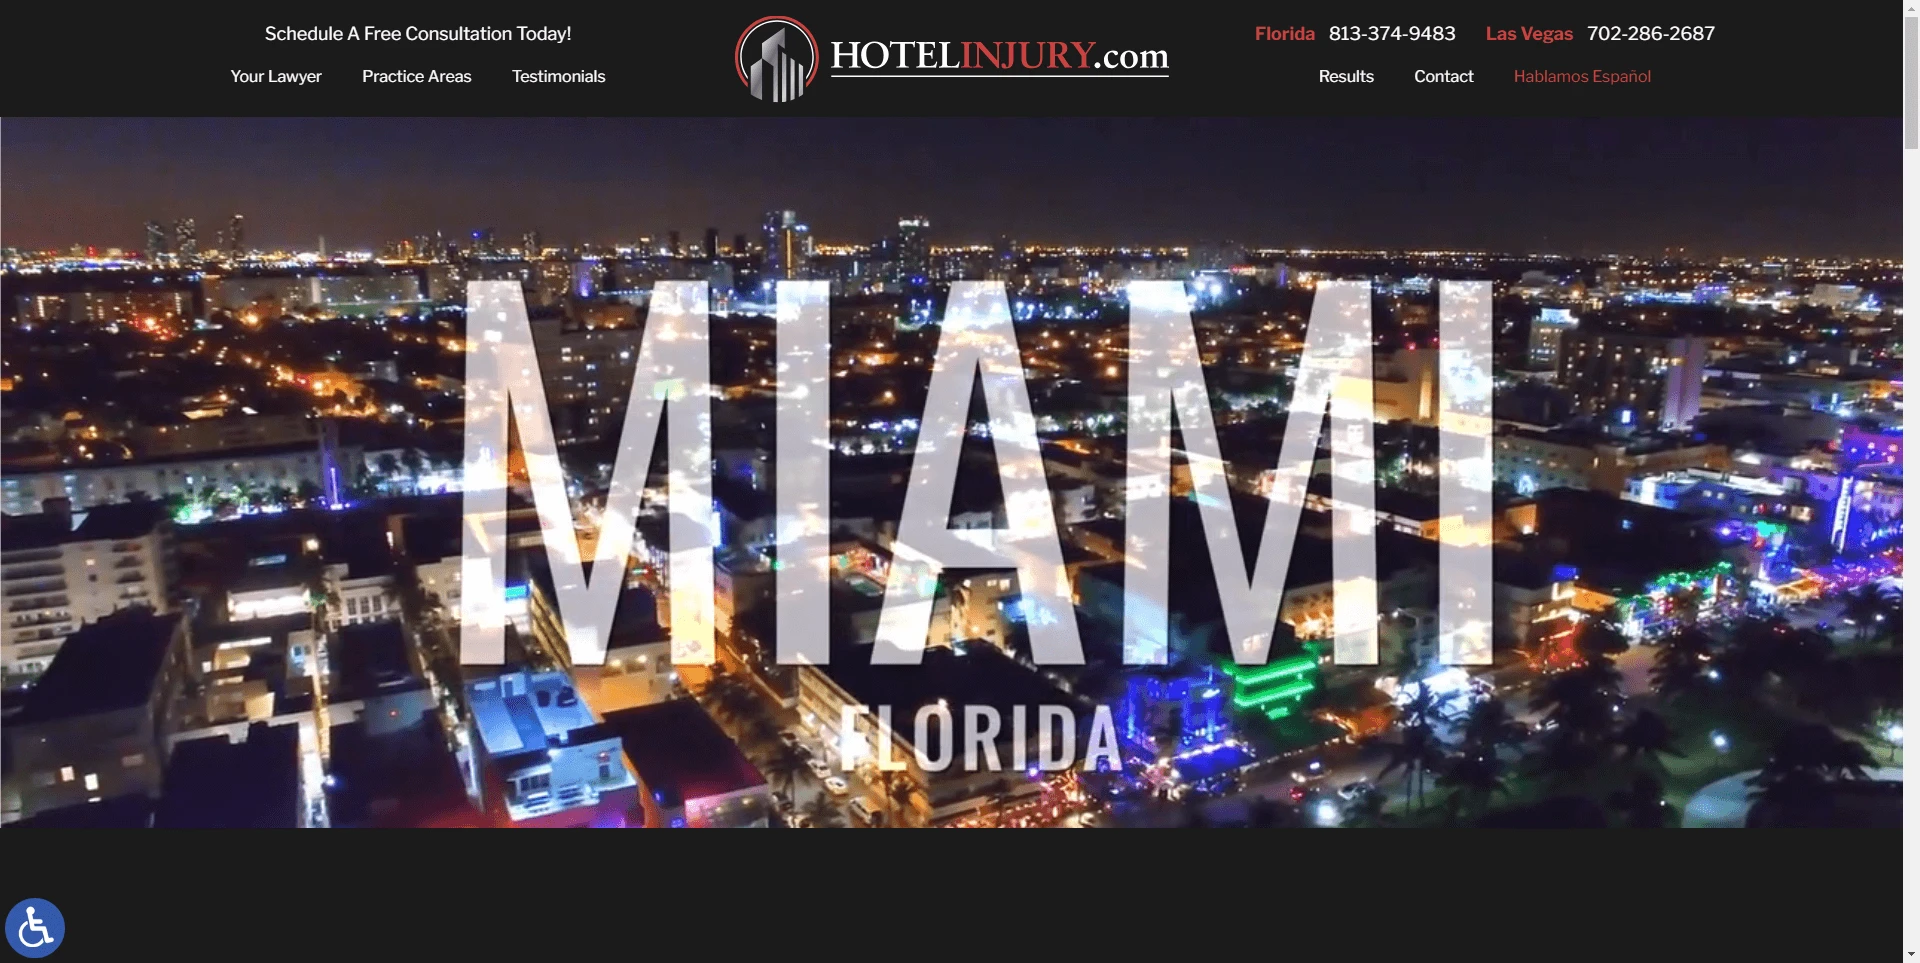 Schedule A Free Consultation Today!
Your Lawyer Practice Areas Testimonials
HOTELINJURY.com
Florida 813-374-9483 Las Vegas 702-286-2687
Results Contact Hablamos Español
MIAMI
FLORIDA